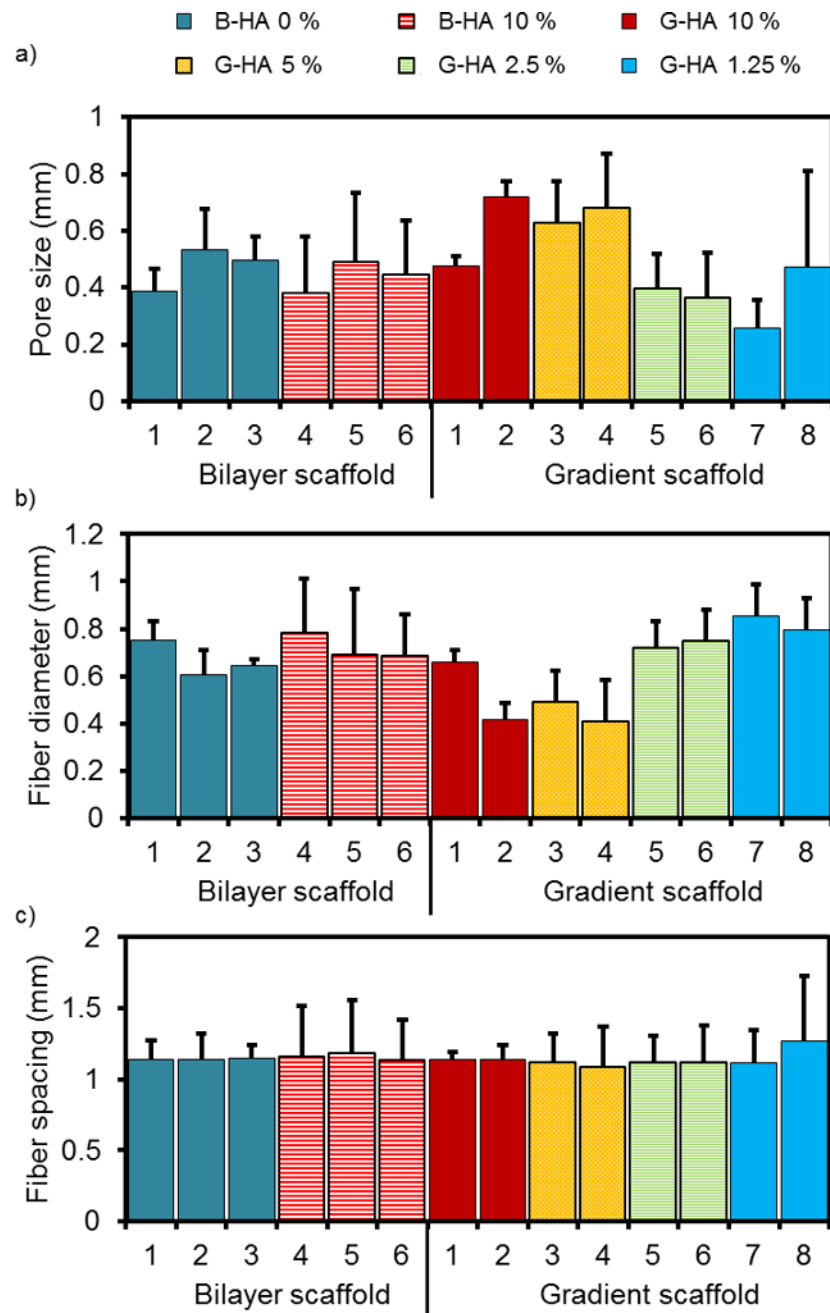 B-HA 0 % B-HA 10 % G-HA 10 %
G-HA 5 % G-HA 2.5 % G-HA 1.25 %
a)
Pore size (mm)
1
0.8
0.6
0.4
0.2
0
1 2 3 4 5 6 1 2 3 4 5 6 7 8
Bilayer scaffold Gradient scaffold
b)
Fiber diameter (mm)
1.2
1
0.8
0.6
0.4
0.2
0
1 2 3 4 5 6 1 2 3 4 5 6 7 8
Bilayer scaffold Gradient scaffold
c)
Fiber spacing (mm)
2
1.5
1
0.5
0
1 2 3 4 5 6 1 2 3 4 5 6 7 8
Bilayer scaffold Gradient scaffold